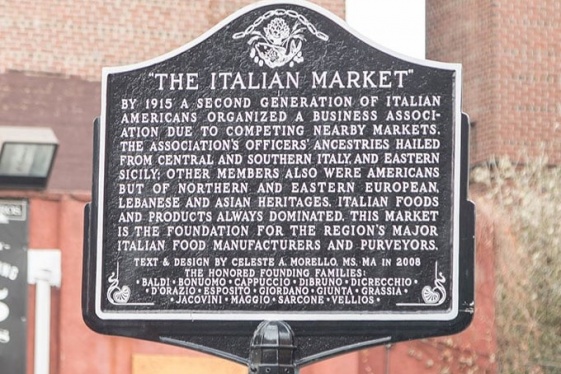 "THE ITALIAN MARKET"
BY 1915 A SECOND GENERATION OF ITALIAN
AMERICANS ORGANIZED A BUSINESS ASSOCI-
ATION DUE TO COMPETING NEARBY MARKETS.
THE ASSOCIATION'S OFFICERS' ANCESTRIES HAILED
FROM CENTRAL AND SOUTHERN ITALY, AND EASTERN
SICILY; OTHER MEMBERS ALSO WERE AMERICANS
BUT OF NORTHERN AND EASTERN EUROPEAN,
LEBANESE AND ASIAN HERITAGES. ITALIAN FOODS
AND PRODUCTS ALWAYS DOMINATED. THIS MARKET
IS THE FOUNDATION FOR THE REGION'S MAJOR
ITALIAN FOOD MANUFACTURERS AND PURVEYORS.
TEXT & DESIGN BY CELESTE A. MORELLO, MS, MA IN 2008
THE HONORED FOUNDING FAMILIES:
• BALDI • BONUOMO • CAPPUCCIO • DIBRUNO • DICRECCHIO •
• D'ORAZIO • ESPOSITO • GIORDANO • GIUNTA • GRASSIA •
• JACOVINI • MAGGIO • SARCONE • VELLIOS •